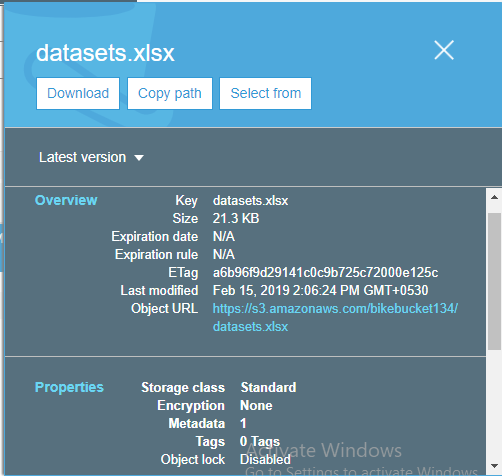 datasets.xlsx
Download Copy path Select from
Latest version
Overview Key datasets.xlsx
Size 21.3 KB
Expiration date N/A
Expiration rule N/A
ETag a6b96f9d29141c0c9b725c72000e125c
Last modified Feb 15, 2019 2:06:24 PM GMT+0530
Object URL https://s3.amazonaws.com/bikebucket134/
datasets.xlsx
Properties Storage class Standard
Encryption None
Metadata 1
Tags 0 Tags
Activate Windows
Object lock Disabled
Go to Settings to activate Windows